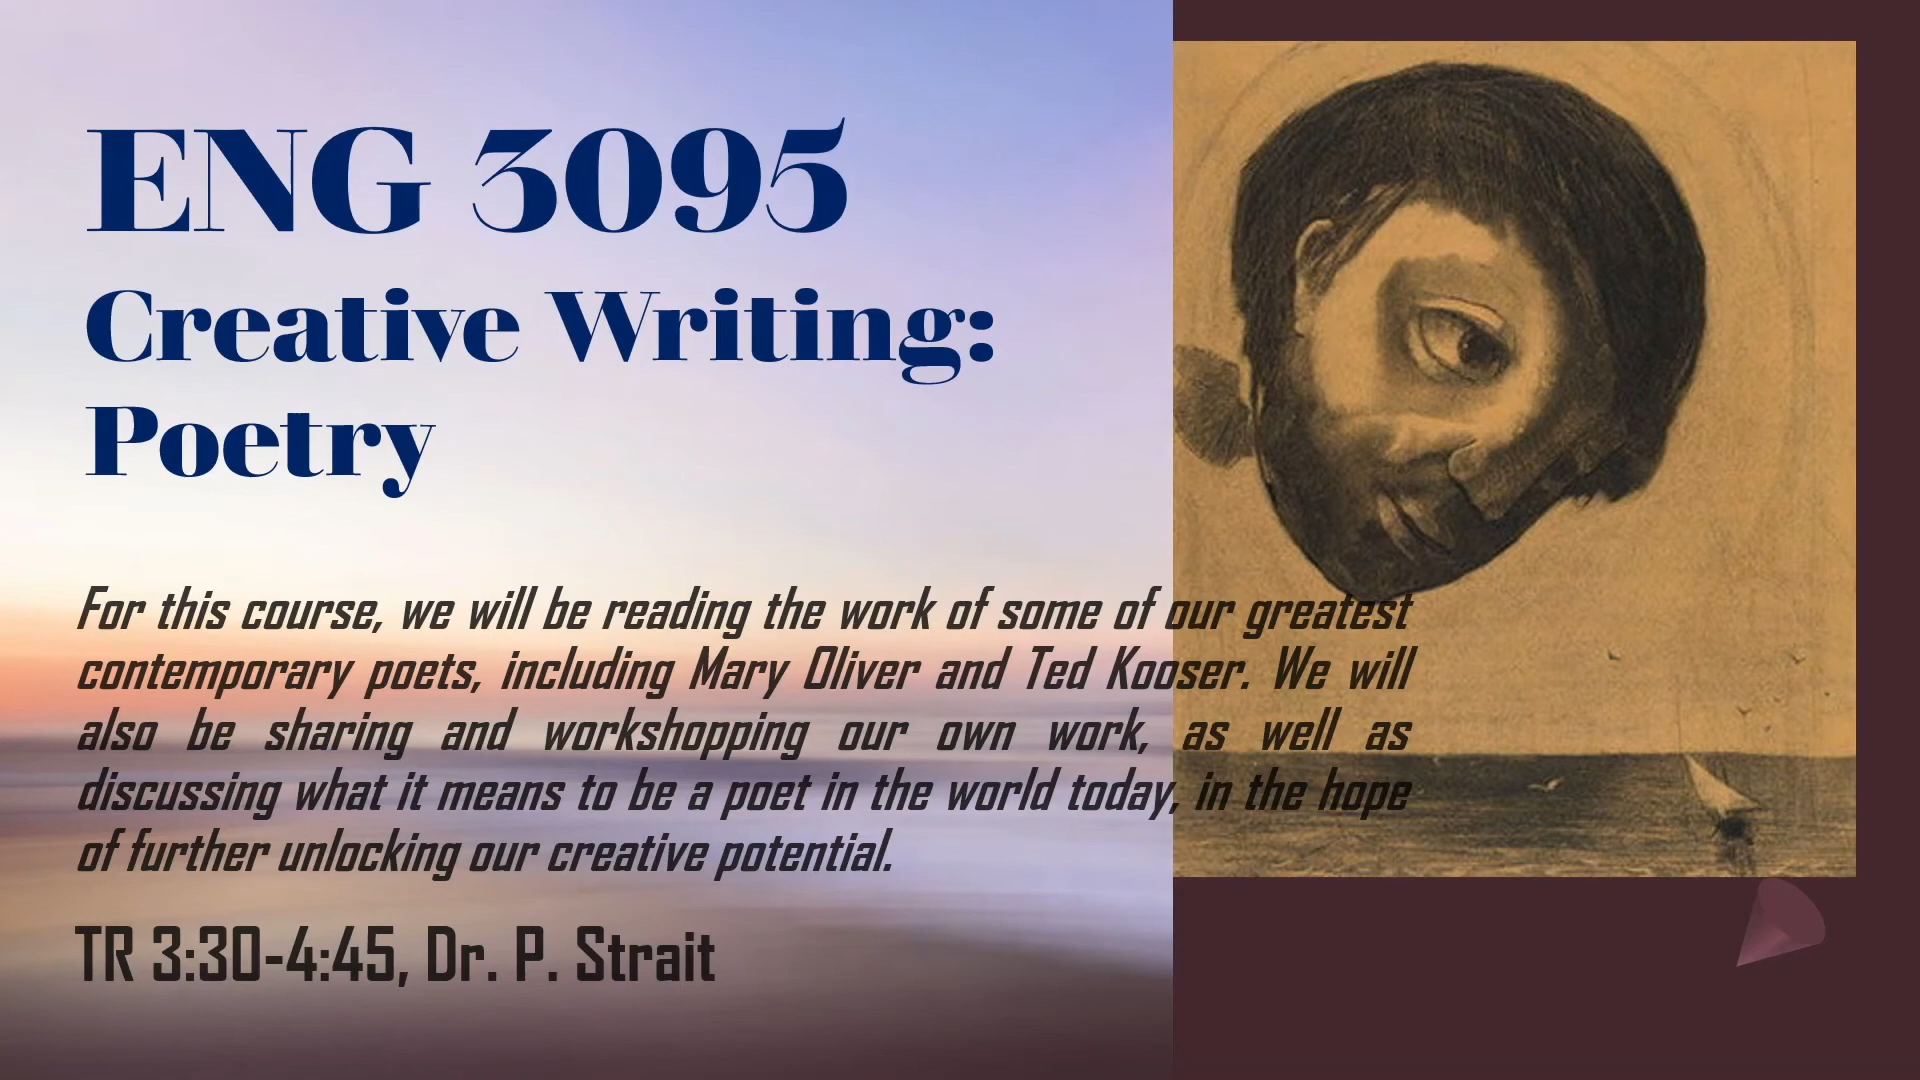 ENG 3095
Creative Writing:
Poetry
For this course, we will be reading the work of some of our greatest
contemporary poets, including Mary Oliver and Ted Kooser. We will
also be sharing and workshopping our own work, as well as
discussing what it means to be a poet in the world today, in the hope
of further unlocking our creative potential.
TR 3:30-4:45, Dr. P. Strait